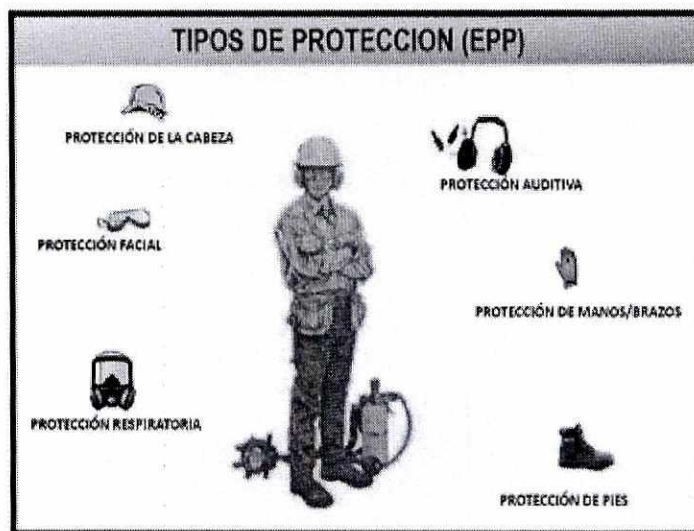 TIPOS DE PROTECCION (EPP)
PROTECCIÓN DE LA CABEZA
PROTECCIÓN AUDITIVA
PROTECCIÓN FACIAL
PROTECCIÓN DE MANOS/BRAZOS
PROTECCIÓN RESPIRATORIA
PROTECCIÓN DE PIES